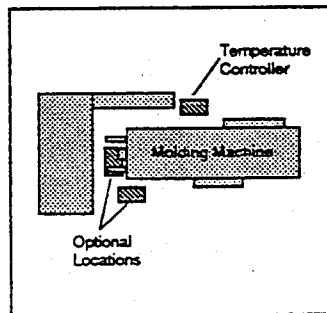 Temperature
Controller
Molding Machine
Optional
Locations